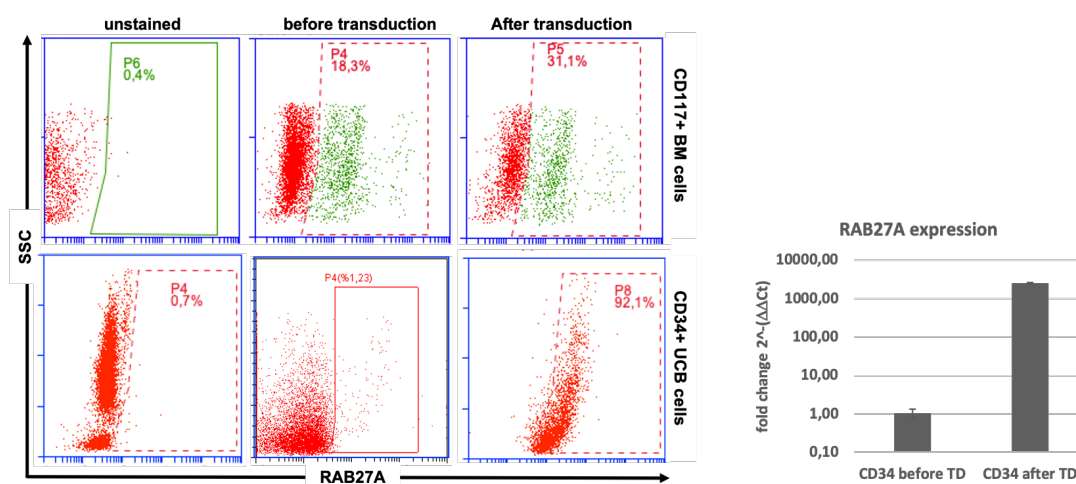 unstained
before transduction
After transduction
P6
0,4%
P4
18,3%
P5
31,1%
CD117+ BM cells
SSC
P4
0,7%
P4(%1,23)
P8
92,1%
CD34+ UCB cells
RAB27A
RAB27A expression
fold change 2^-(ΔΔCt)
10000,00
1000,00
100,00
10,00
1,00
0,10
CD34 before TD
CD34 after TD